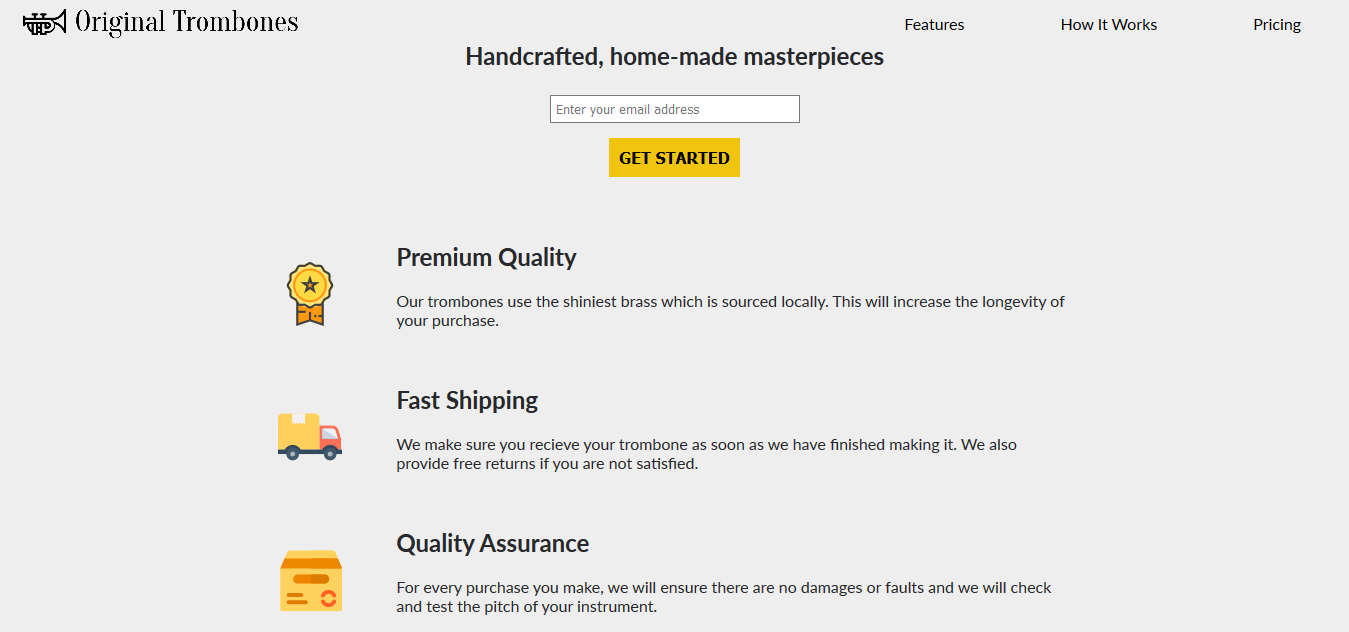 Original Trombones
Features
How It Works
Pricing
Handcrafted, home-made masterpieces
Enter your email address
GET STARTED
Premium Quality
Our trombones use the shiniest brass which is sourced locally. This will increase the longevity of
your purchase.
Fast Shipping
We make sure you recieve your trombone as soon as we have finished making it. We also
provide free returns if you are not satisfied.
Quality Assurance
For every purchase you make, we will ensure there are no damages or faults and we will check
and test the pitch of your instrument.